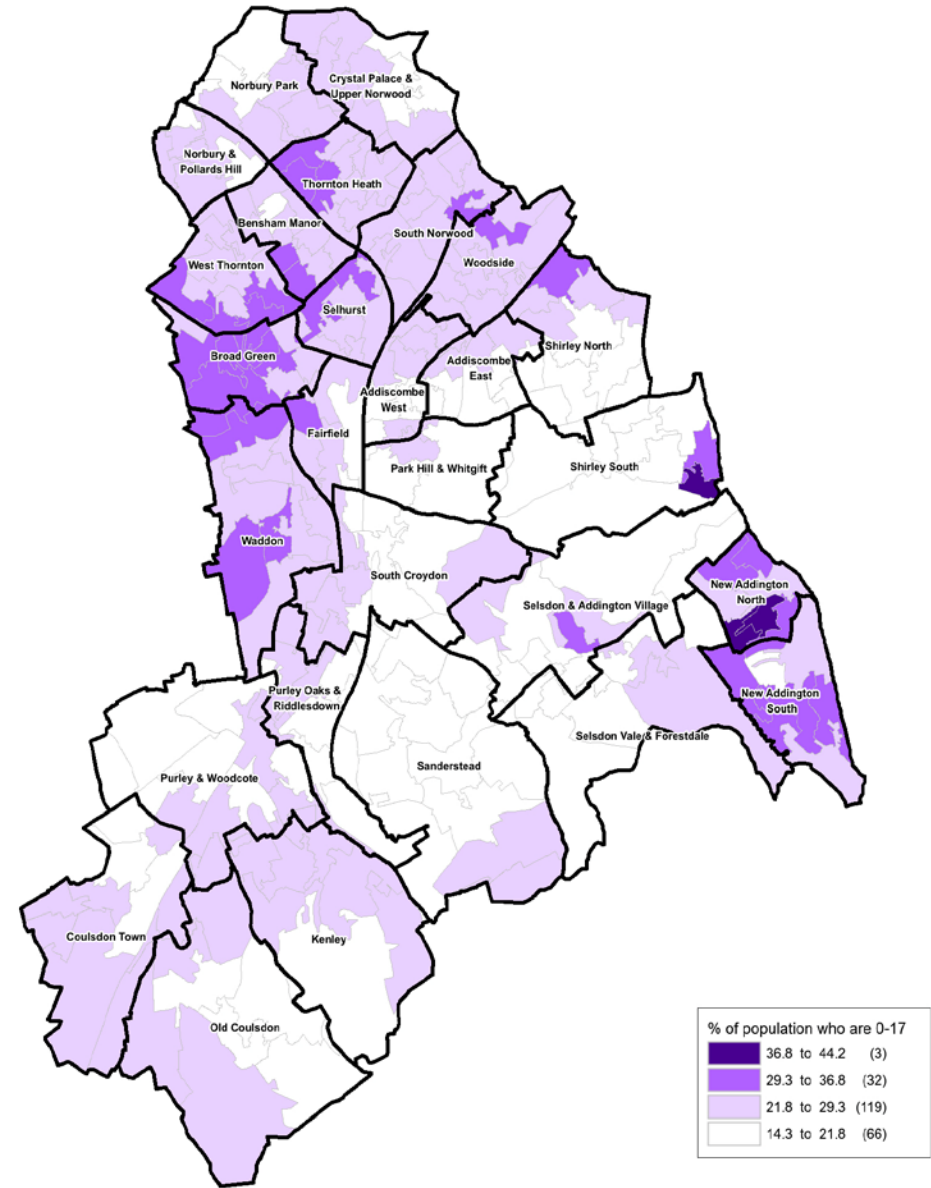 Norbury Park
Crystal Palace &
Upper Norwood
Norbury &
Pollards Hill
Thornton Heath
Bensham Manor
South Norwood
West Thornton
Woodside
Selhurst
Broad Green
Shirley North
Addiscombe
East
Addiscombe
West
Fairfield
Park Hill & Whitgift
Shirley South
Waddon
South Croydon
New Addington
North
Selsdon & Addington Village
Purley Oaks &
Riddlesdown
New Addington
South
Selsdon Vale & Forestdale
Sanderstead
Purley & Woodcote
Coulsdon Town
Kenley
Old Coulsdon
% of population who are 0-17
36.8 to 44.2 (3)
29.3 to 36.8 (32)
21.8 to 29.3 (119)
14.3 to 21.8 (66)